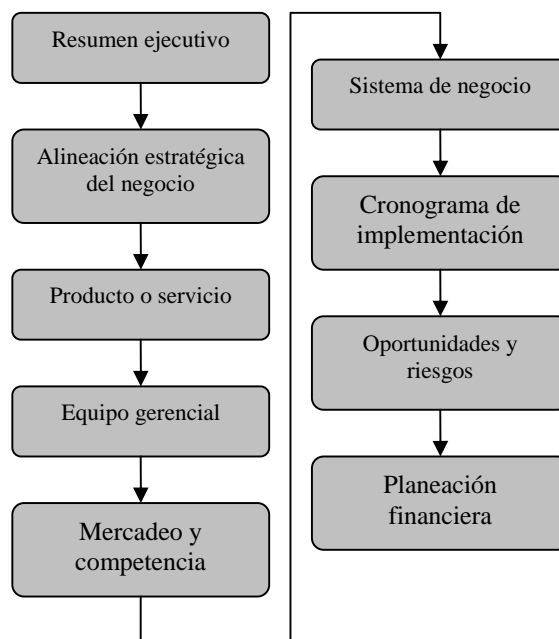 Resumen ejecutivo
Alineación estratégica
del negocio
Producto o servicio
Equipo gerencial
Mercadeo y
competencia
Sistema de negocio
Cronograma de
implementación
Oportunidades y
riesgos
Planeación
financiera